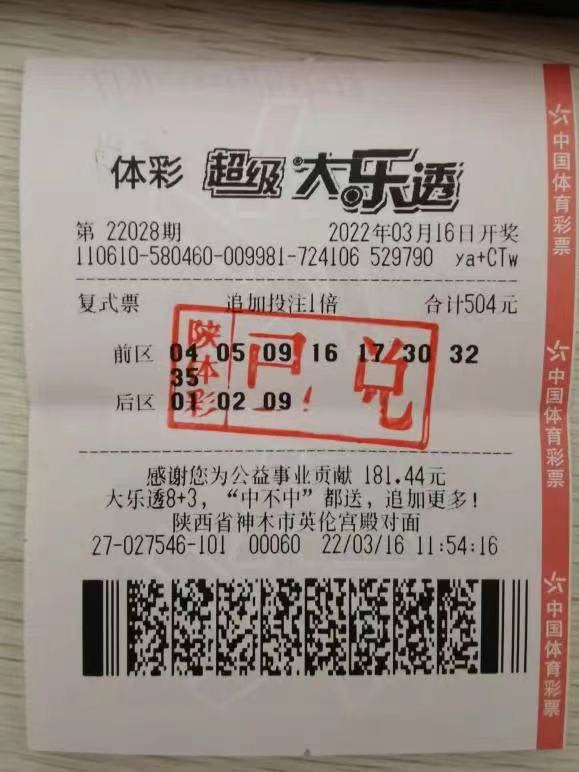 体彩 超级大乐透
第 22028期 2022年03月16日开奖
110610-580460-009981-724106 529790 ya+CTw
复式票 追加投注1倍 合计504元
前区 04 05 09 16 17 30 32
35
后区 01 02 09
陕体彩 已兑
感谢您为公益事业贡献 181.44元
大乐透8+3，“中不中”都送，追加更多！
陕西省神木市英伦宫殿对面
27-027546-101 00060 22/03/16 11:54:16
中国体育彩票
中国体育彩票
中国体育彩票